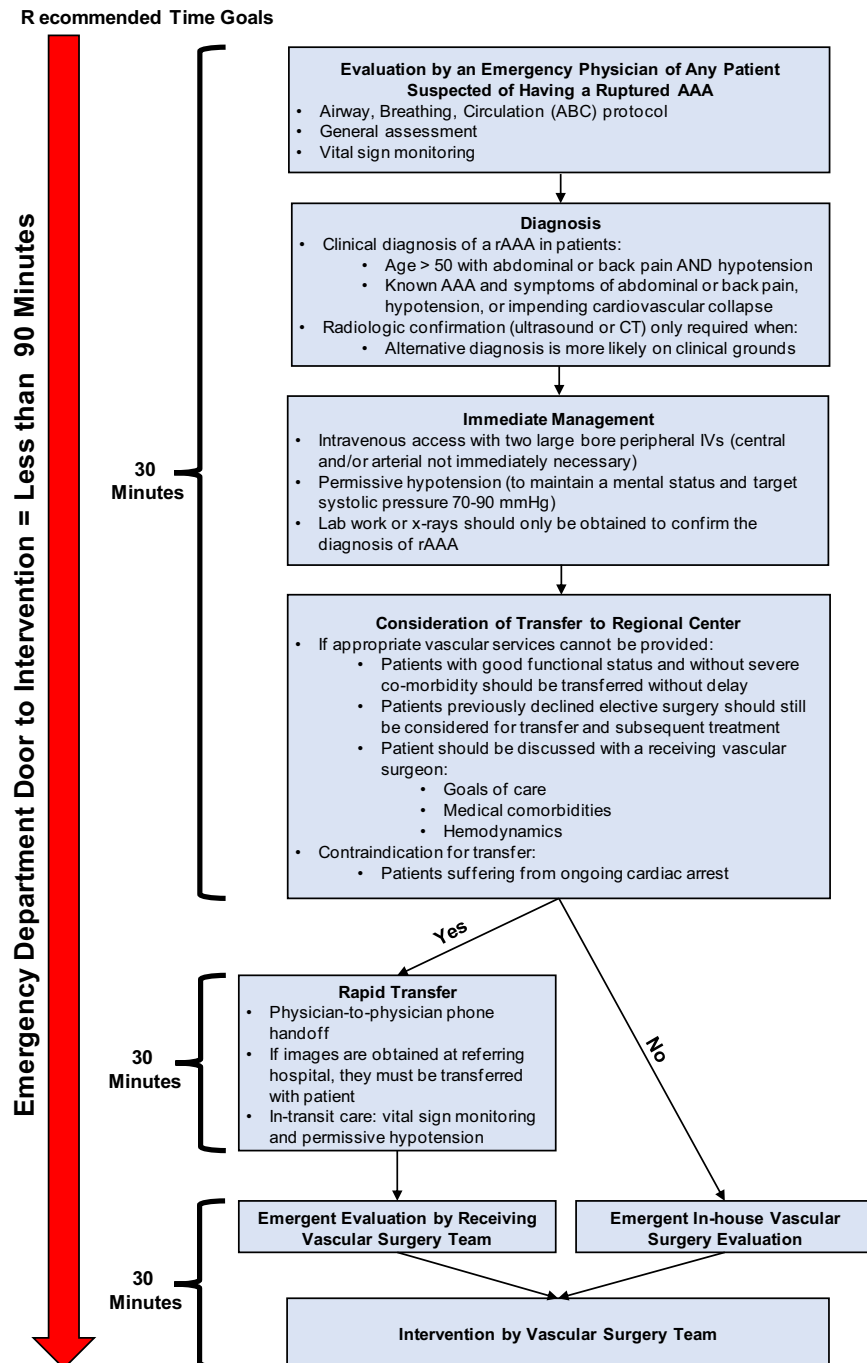 Recommended Time Goals
Emergency Department Door to Intervention = Less than 90 Minutes
Evaluation by an Emergency Physician of Any Patient
Suspected of Having a Ruptured AAA
• Airway, Breathing, Circulation (ABC) protocol
• General assessment
• Vital sign monitoring
Diagnosis
• Clinical diagnosis of a rAAA in patients:
• Age > 50 with abdominal or back pain AND hypotension
• Known AAA and symptoms of abdominal or back pain,
hypotension, or impending cardiovascular collapse
• Radiologic confirmation (ultrasound or CT) only required when:
• Alternative diagnosis is more likely on clinical grounds
30
Minutes
Immediate Management
• Intravenous access with two large bore peripheral IVs (central
and/or arterial not immediately necessary)
• Permissive hypotension (to maintain a mental status and target
systolic pressure 70-90 mmHg)
• Lab work or x-rays should only be obtained to confirm the
diagnosis of rAAA
Consideration of Transfer to Regional Center
• If appropriate vascular services cannot be provided:
• Patients with good functional status and without severe
co-morbidity should be transferred without delay
• Patients previously declined elective surgery should still
be considered for transfer and subsequent treatment
• Patient should be discussed with a receiving vascular
surgeon:
• Goals of care
• Medical comorbidities
• Hemodynamics
• Contraindication for transfer:
• Patients suffering from ongoing cardiac arrest
Yes
No
30
Minutes
Rapid Transfer
• Physician-to-physician phone
handoff
• If images are obtained at referring
hospital, they must be transferred
with patient
• In-transit care: vital sign monitoring
and permissive hypotension
30
Minutes
Emergent Evaluation by Receiving
Vascular Surgery Team
Emergent In-house Vascular
Surgery Evaluation
Intervention by Vascular Surgery Team